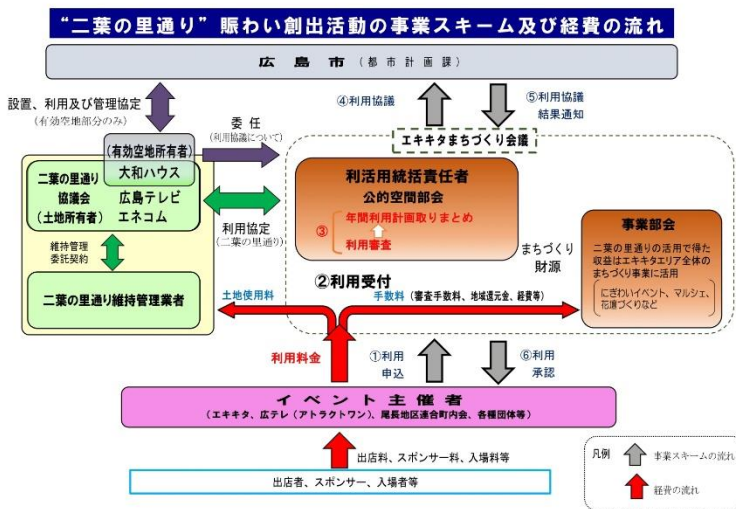 “二葉の里通り”賑わい創出活動の事業スキーム及び経費の流れ
広島市(都市計画課)
設置、利用及び管理協定
(有効空地部分のみ)
委任
(利用協議について)
④利用協議
⑤利用協議
結果通知
エキキタまちづくり会議
(有効空地所有者)
大和ハウス
二葉の里通り
協議会
(土地所有者)
広島テレビ
エネコム
利用協定
(二葉の里通り)
維持管理
委託契約
二葉の里通り維持管理業者
利活用統括責任者
公的空間部会
③
年間利用計画取りまとめ
利用審査
まちづくり
財源
事業部会
二葉の里通りの活用で得た
収益はエキキタエリア全体の
まちづくり事業に活用
にぎわいイベント、マルシェ、
花壇づくりなど
②利用受付
土地使用料
手数料(審査手数料、地域還元金、経費等)
利用料金
①利用
申込
⑥利用
承認
イベント主催者
(エキキタ、広テレ(アトラクトワン)、尾長地区連合町内会、各種団体等)
出店料、スポンサー料、入場料等
出店者、スポンサー、入場者等
凡例
事業スキームの流れ
経費の流れ